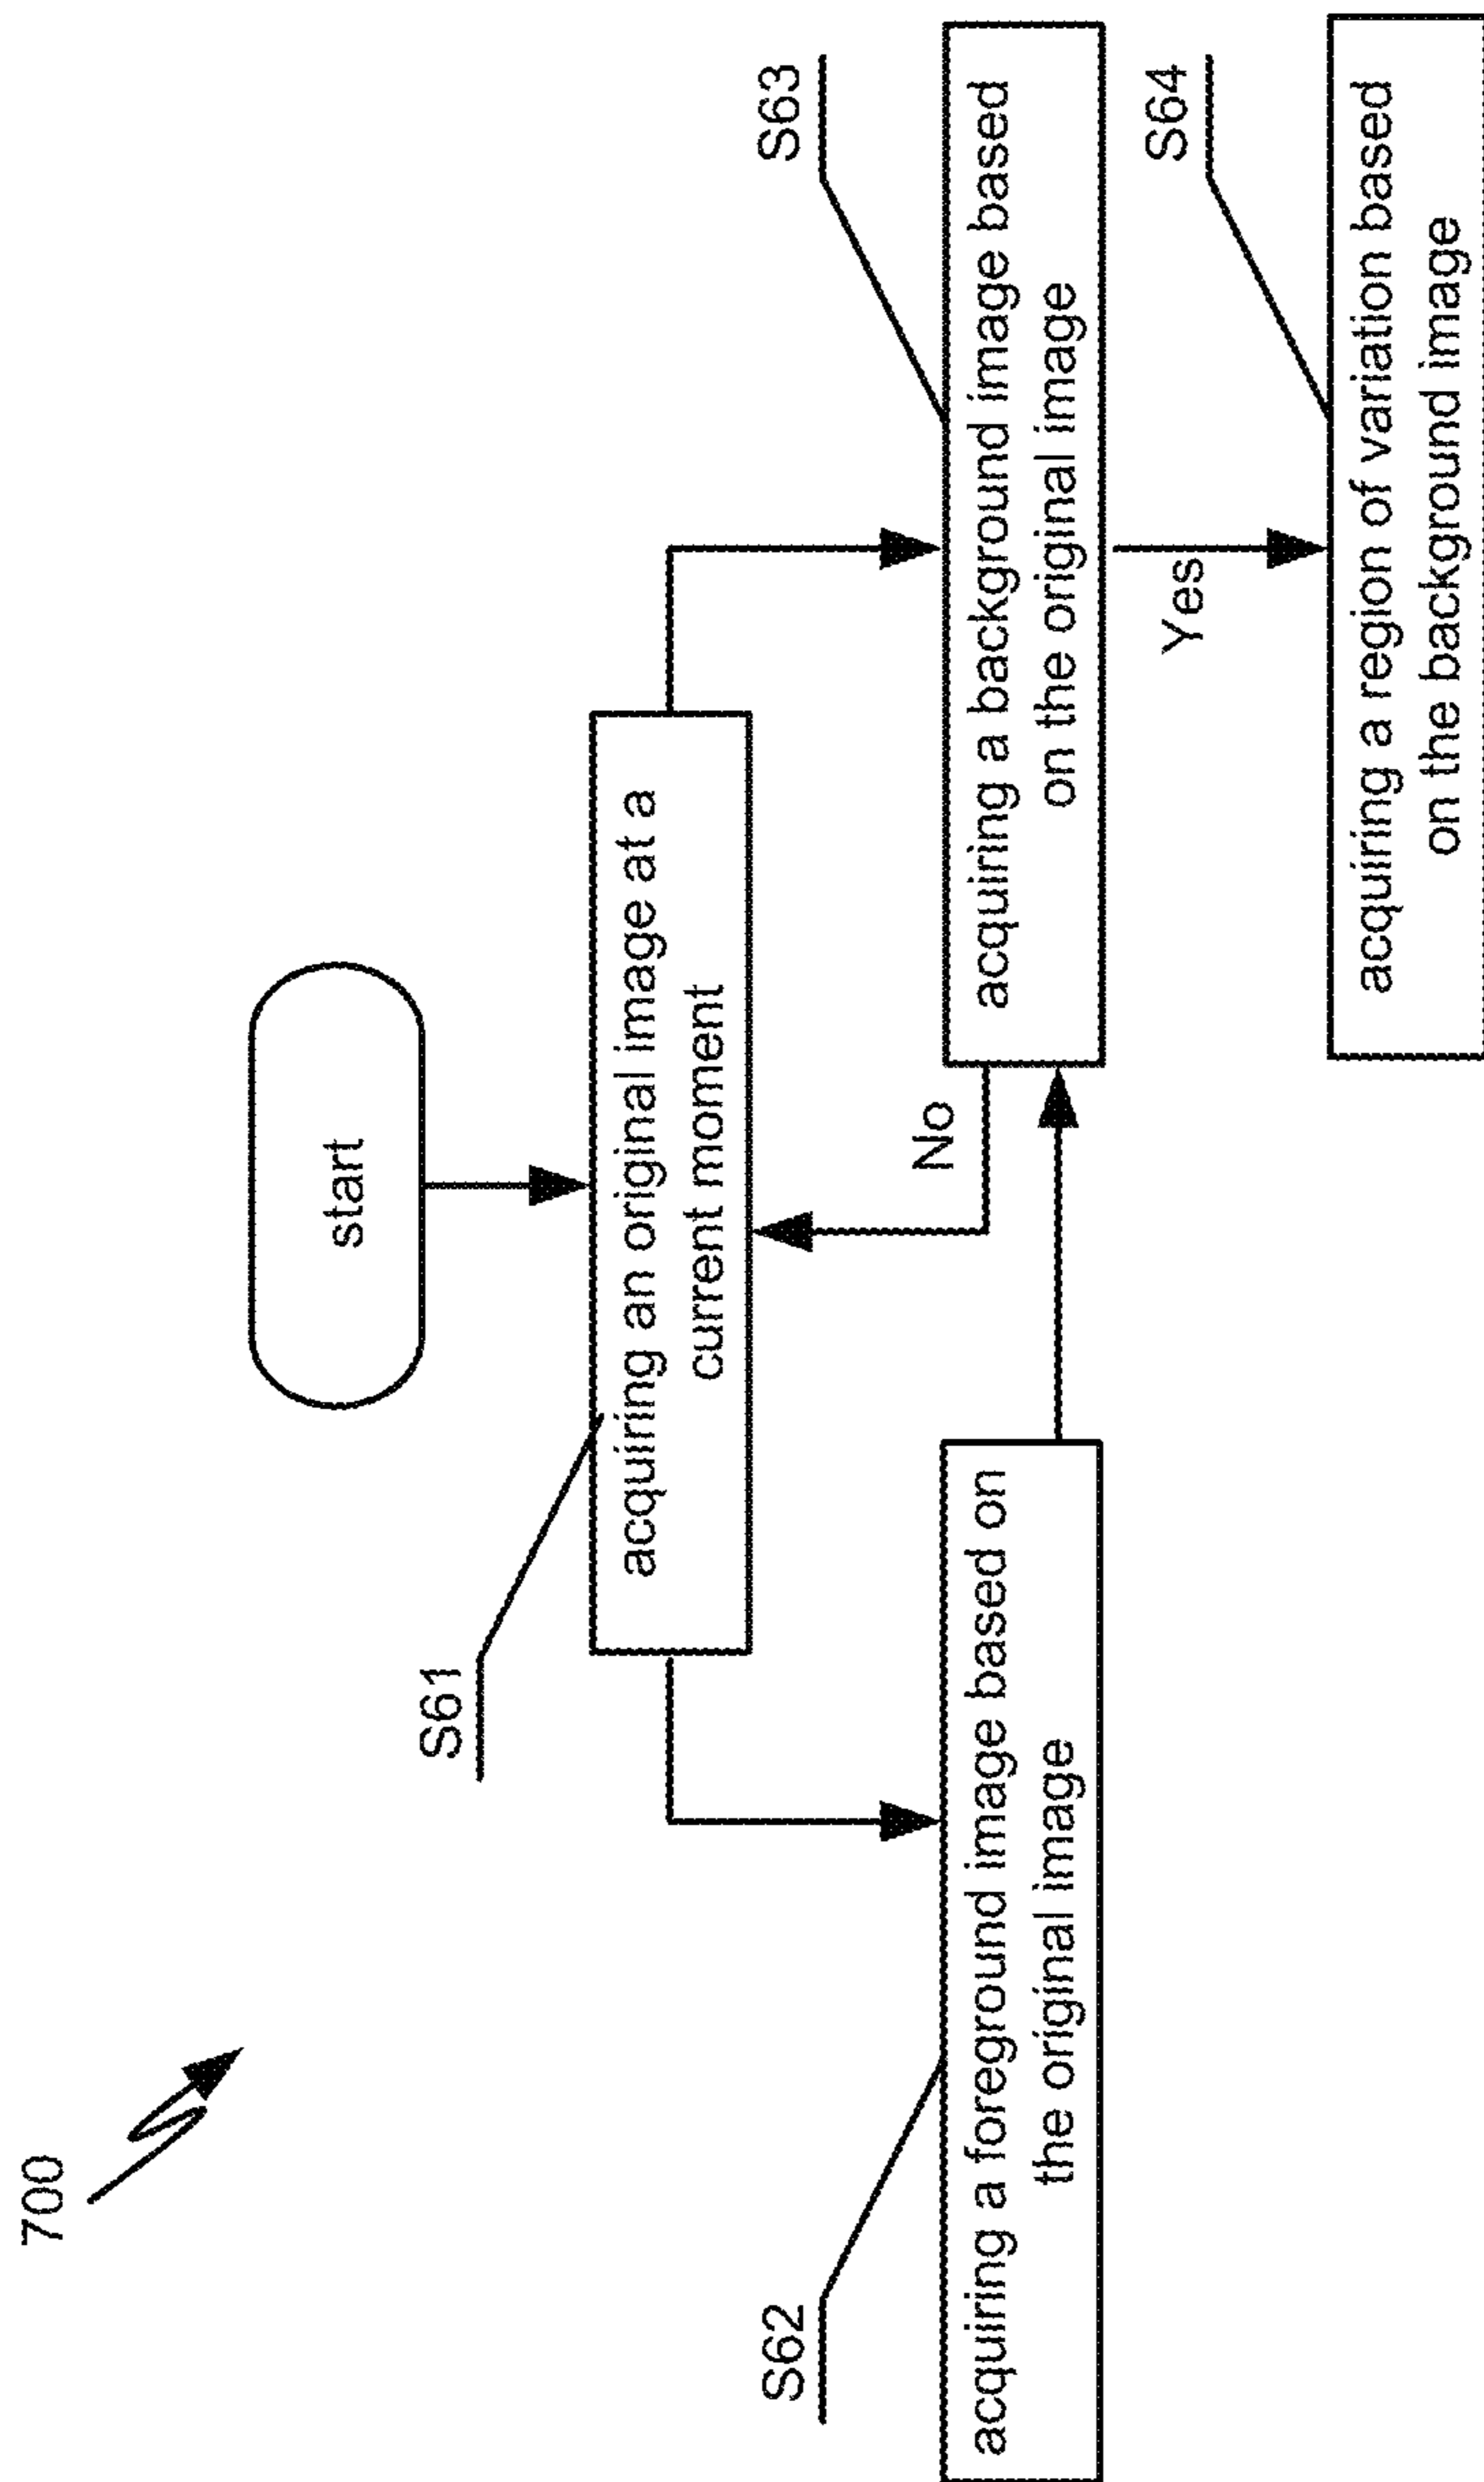 700
start
S61
acquiring an original image at a
current moment
S62
acquiring a foreground image based on
the original image
No
S63
acquiring a background image based
on the original image
Yes
S64
acquiring a region of variation based
on the background image